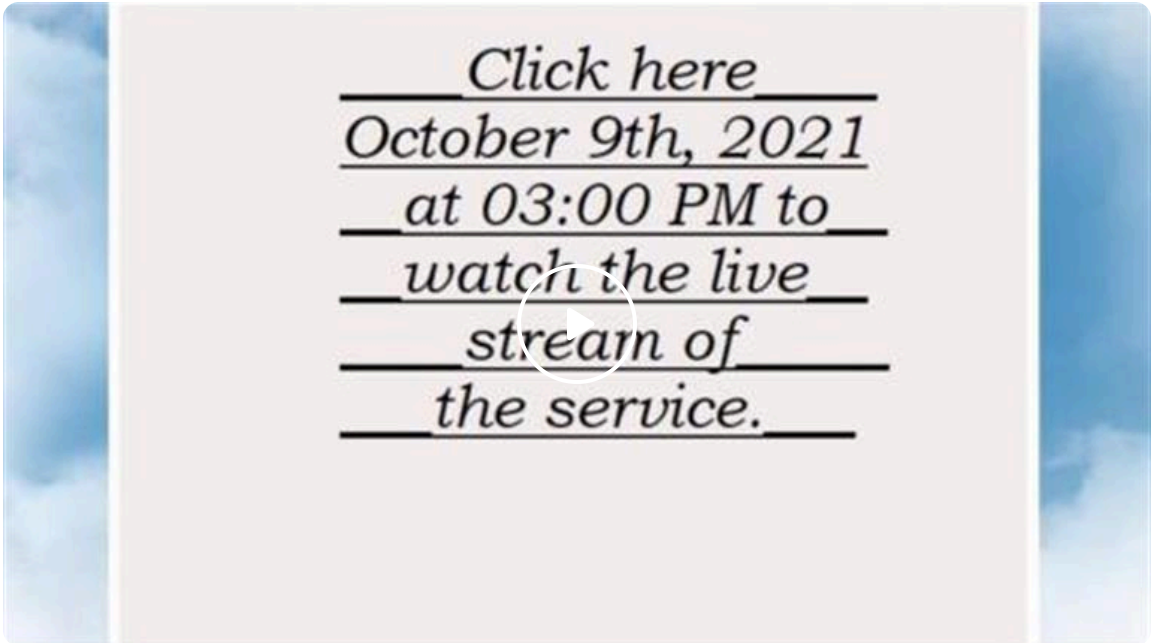 ____Click here____
October 9th, 2021
__at 03:00 PM to__
__watch the live__
____stream of_____
___the service.___